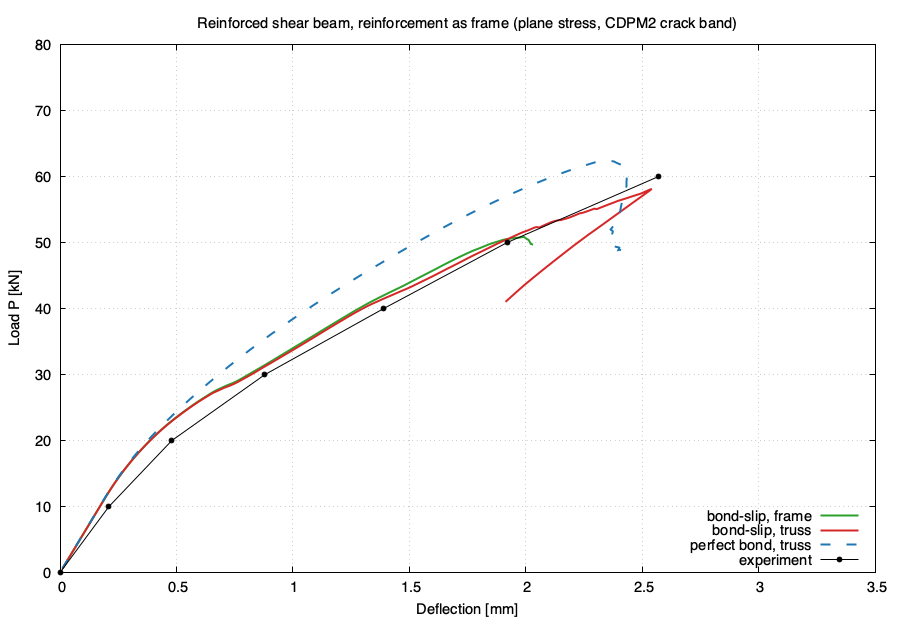 Reinforced shear beam, reinforcement as frame (plane stress, CDPM2 crack band)
80
70
60
50
40
30
20
10
0
Load P [kN]
bond-slip, frame
bond-slip, truss
perfect bond, truss
experiment
0 0.5 1 1.5 2 2.5 3 3.5
Deflection [mm]